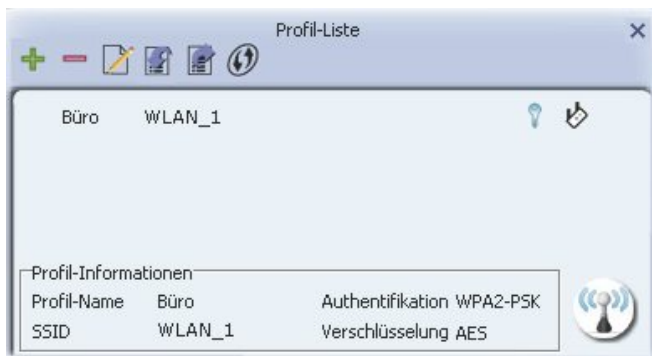 Profil-Liste
Büro WLAN_1
Profil-Informationen
Profil-Name Büro Authentifikation WPA2-PSK
SSID WLAN_1 Verschlüsselung AES